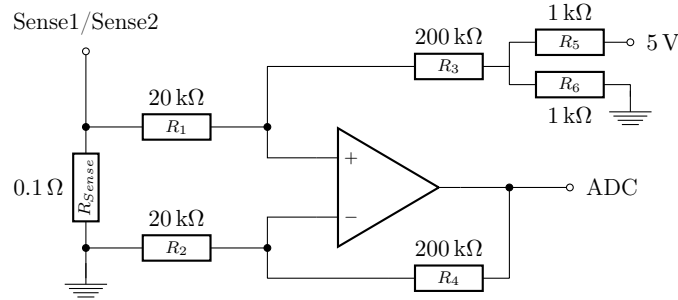 Sense1/Sense2
1 kΩ
R5
5 V
200 kΩ
R3
R6
1 kΩ
20 kΩ
R1
+
0.1 Ω
RSense
ADC
−
20 kΩ
R2
200 kΩ
R4